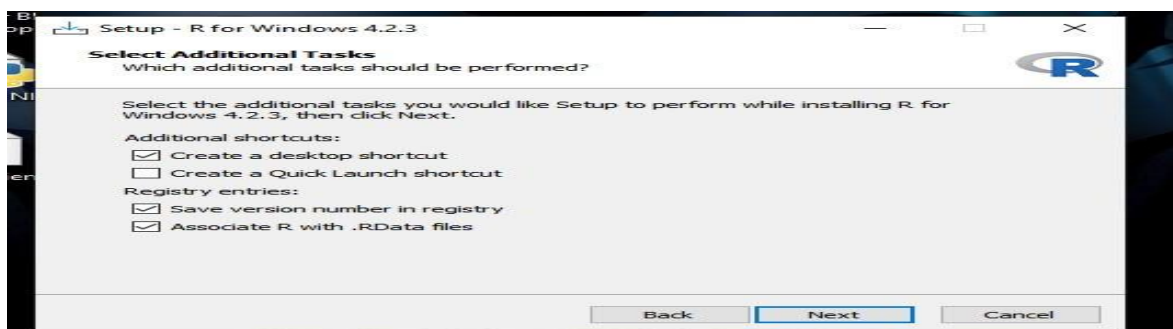 Setup - R for Windows 4.2.3
Select Additional Tasks
Which additional tasks should be performed?
R
Select the additional tasks you would like Setup to perform while installing R for
Windows 4.2.3, then click Next.
Additional shortcuts:
Create a desktop shortcut
Create a Quick Launch shortcut
Registry entries:
Save version number in registry
Associate R with .RData files
Back Next Cancel